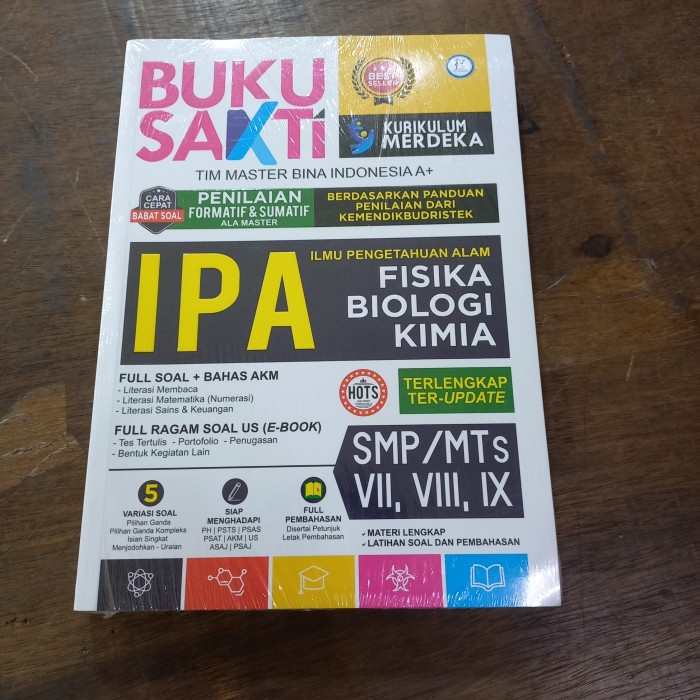 BUKU
SAKTI
BEST
SELLER
KURIKULUM
MERDEKA
TIM MASTER BINA INDONESIA A+
CARA
CEPAT
BABAT SOAL
PENILAIAN
FORMATIF & SUMATIF
ALA MASTER
BERDASARKAN PANDUAN
PENILAIAN DARI
KEMENDIKBUDRISTEK
IPA
ILMU PENGETAHUAN ALAM
FISIKA
BIOLOGI
KIMIA
FULL SOAL + BAHAS AKM
- Literasi Membaca
- Literasi Matematika (Numerasi)
- Literasi Sains & Keuangan
HOTS
TERLENGKAP
TER-UPDATE
FULL RAGAM SOAL US (E-BOOK)
- Tes Tertulis - Portofolio - Penugasan
- Bentuk Kegiatan Lain
SMP/MTs
VII, VIII, IX
5
VARIASI SOAL
Pilihan Ganda
Pilihan Ganda Kompleks
Isian Singkat
Menjodohkan - Uraian
SIAP
MENGHADAPI
PH | PSTS | PSAS
PSAT | AKM | US
ASAJ | PSAJ
FULL
PEMBAHASAN
Disertai Petunjuk
Letak Pembahasan
✓ MATERI LENGKAP
✓ LATIHAN SOAL DAN PEMBAHASAN